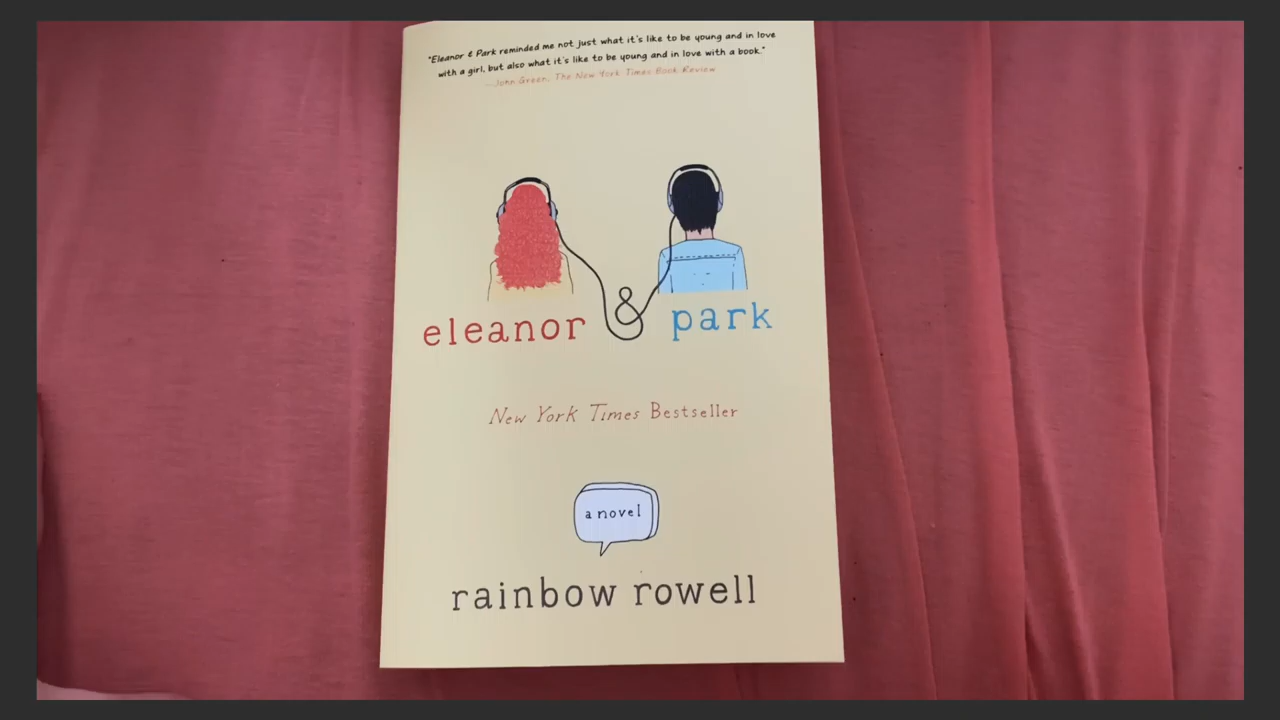 "Eleanor & Park reminded me not just what it's like to be young and in love
with a girl, but also what it's like to be young and in love with a book."
—John Green, The New York Times Book Review
eleanor & park
New York Times Bestseller
a novel
rainbow rowell